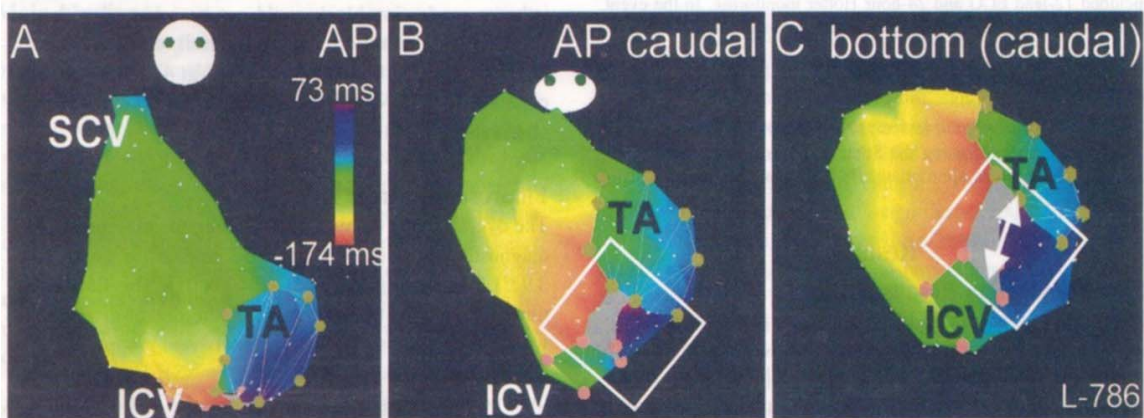 A AP
73 ms
SCV
-174 ms
TA
ICV
B AP caudal
TA
ICV
C bottom (caudal)
TA
ICV
L-786